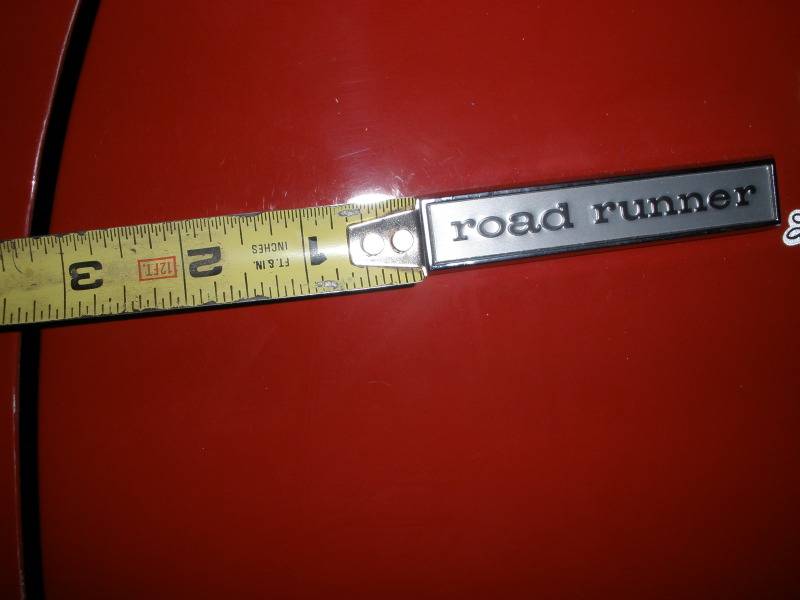 road runner
1
FT. & IN.
INCHES
2
12FT.
3